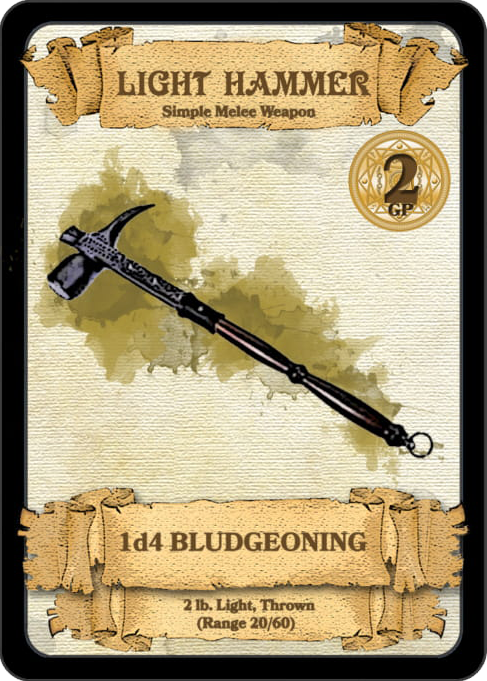 LIGHT HAMMER
Simple Melee Weapon
2
GP
1d4 BLUDGEONING
2 lb. Light, Thrown
(Range 20/60)